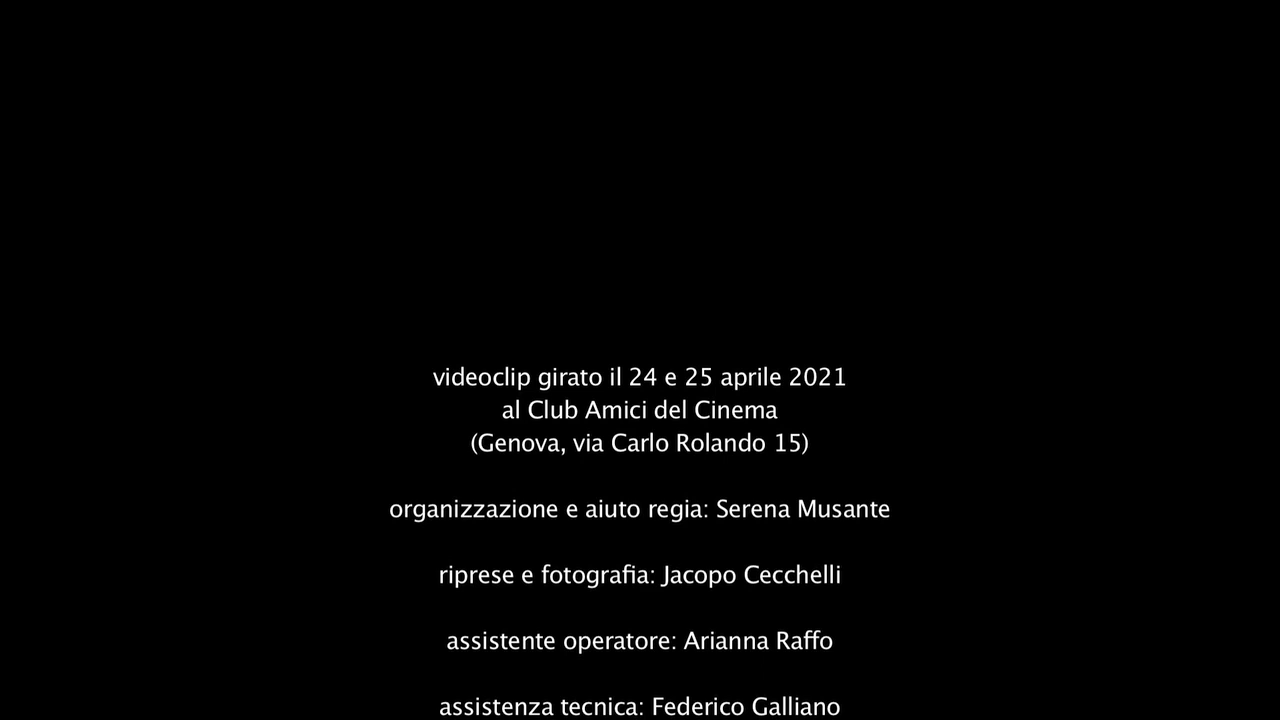 videoclip girato il 24 e 25 aprile 2021
al Club Amici del Cinema
(Genova, via Carlo Rolando 15)
organizzazione e aiuto regia: Serena Musante
riprese e fotografia: Jacopo Cecchelli
assistente operatore: Arianna Raffo
assistenza tecnica: Federico Galliano